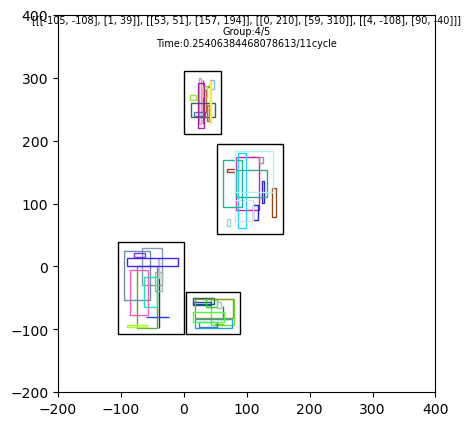 [[[-105, -108], [1, 39]], [[53, 51], [157, 194]], [[0, 210], [59, 310]], [[4, -108], [90, -40]]]
Group:4/5
Time:0.25406384468078613/11cycle
400
300
200
100
0
−100
−200
−200 −100 0 100 200 300 400